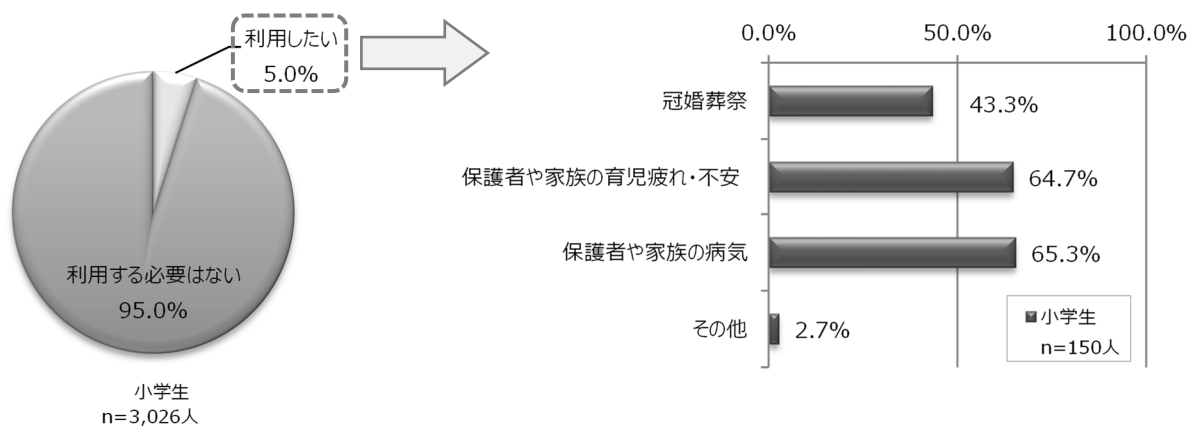 利用したい
5.0%
利用する必要はない
95.0%
小学生
n=3,026人
0.0%
50.0%
100.0%
冠婚葬祭
43.3%
保護者や家族の育児疲れ・不安
64.7%
保護者や家族の病気
65.3%
その他
2.7%
小学生
n=150人